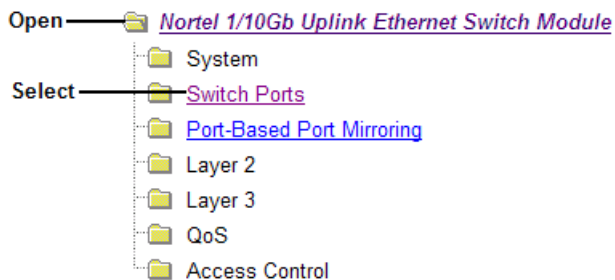 Open Nortel 1/10Gb Uplink Ethernet Switch Module
System
Select Switch Ports
Port-Based Port Mirroring
Layer 2
Layer 3
QoS
Access Control